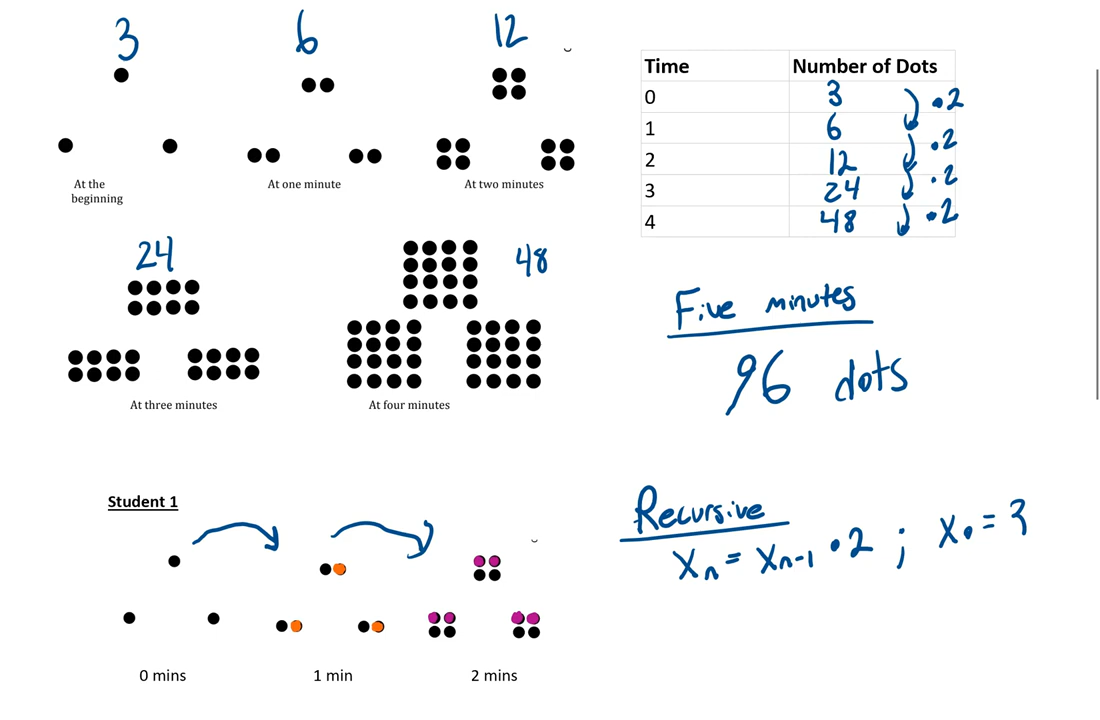 3
6
12
At the beginning
At one minute
At two minutes
24
48
At three minutes
At four minutes
Time Number of Dots
0 3 •2
1 6 •2
2 12 •2
3 24 •2
4 48
Five minutes
96 dots
Student 1
0 mins
1 min
2 mins
Recursive
Xₙ = Xₙ₋₁ • 2 ; X₀ = 3